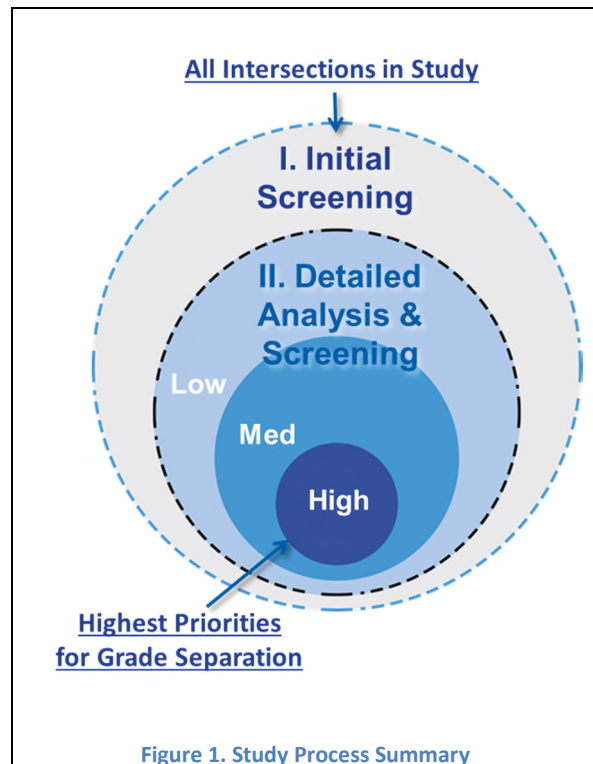 All Intersections in Study
I. Initial
Screening
II. Detailed
Analysis &
Screening
Low
Med
High
Highest Priorities
for Grade Separation
Figure 1. Study Process Summary